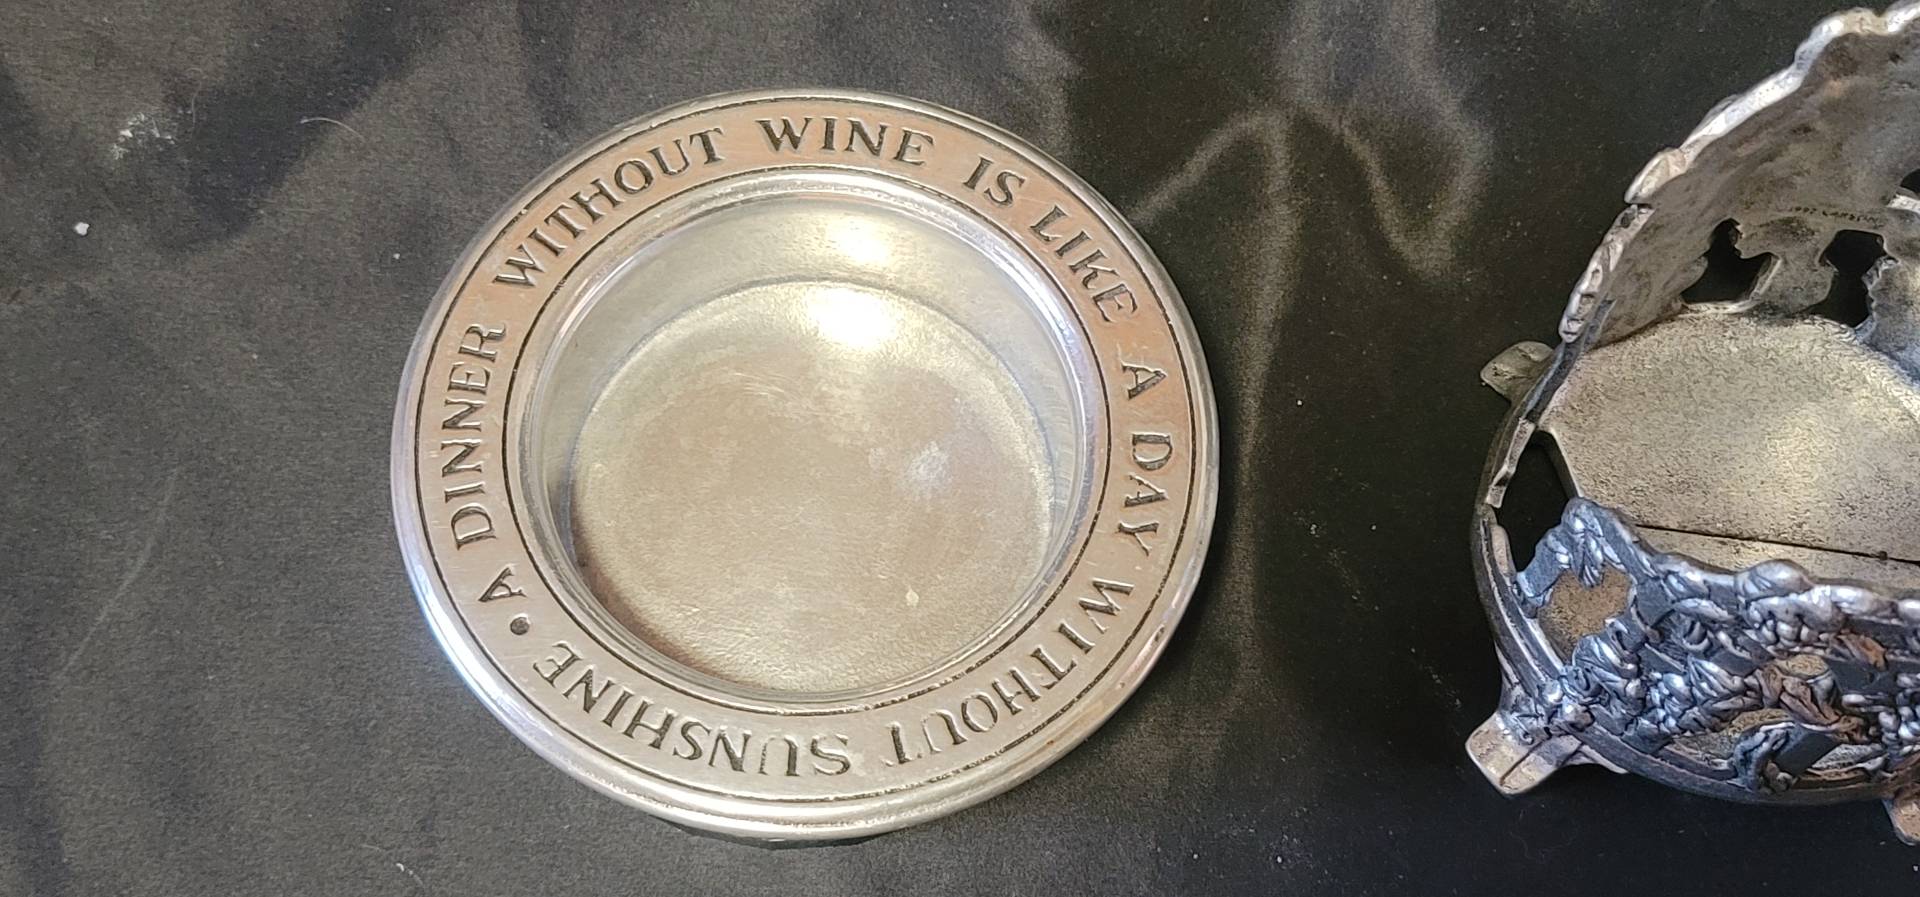 A DINNER WITHOUT WINE IS LIKE A DAY WITHOUT SUNSHINE •